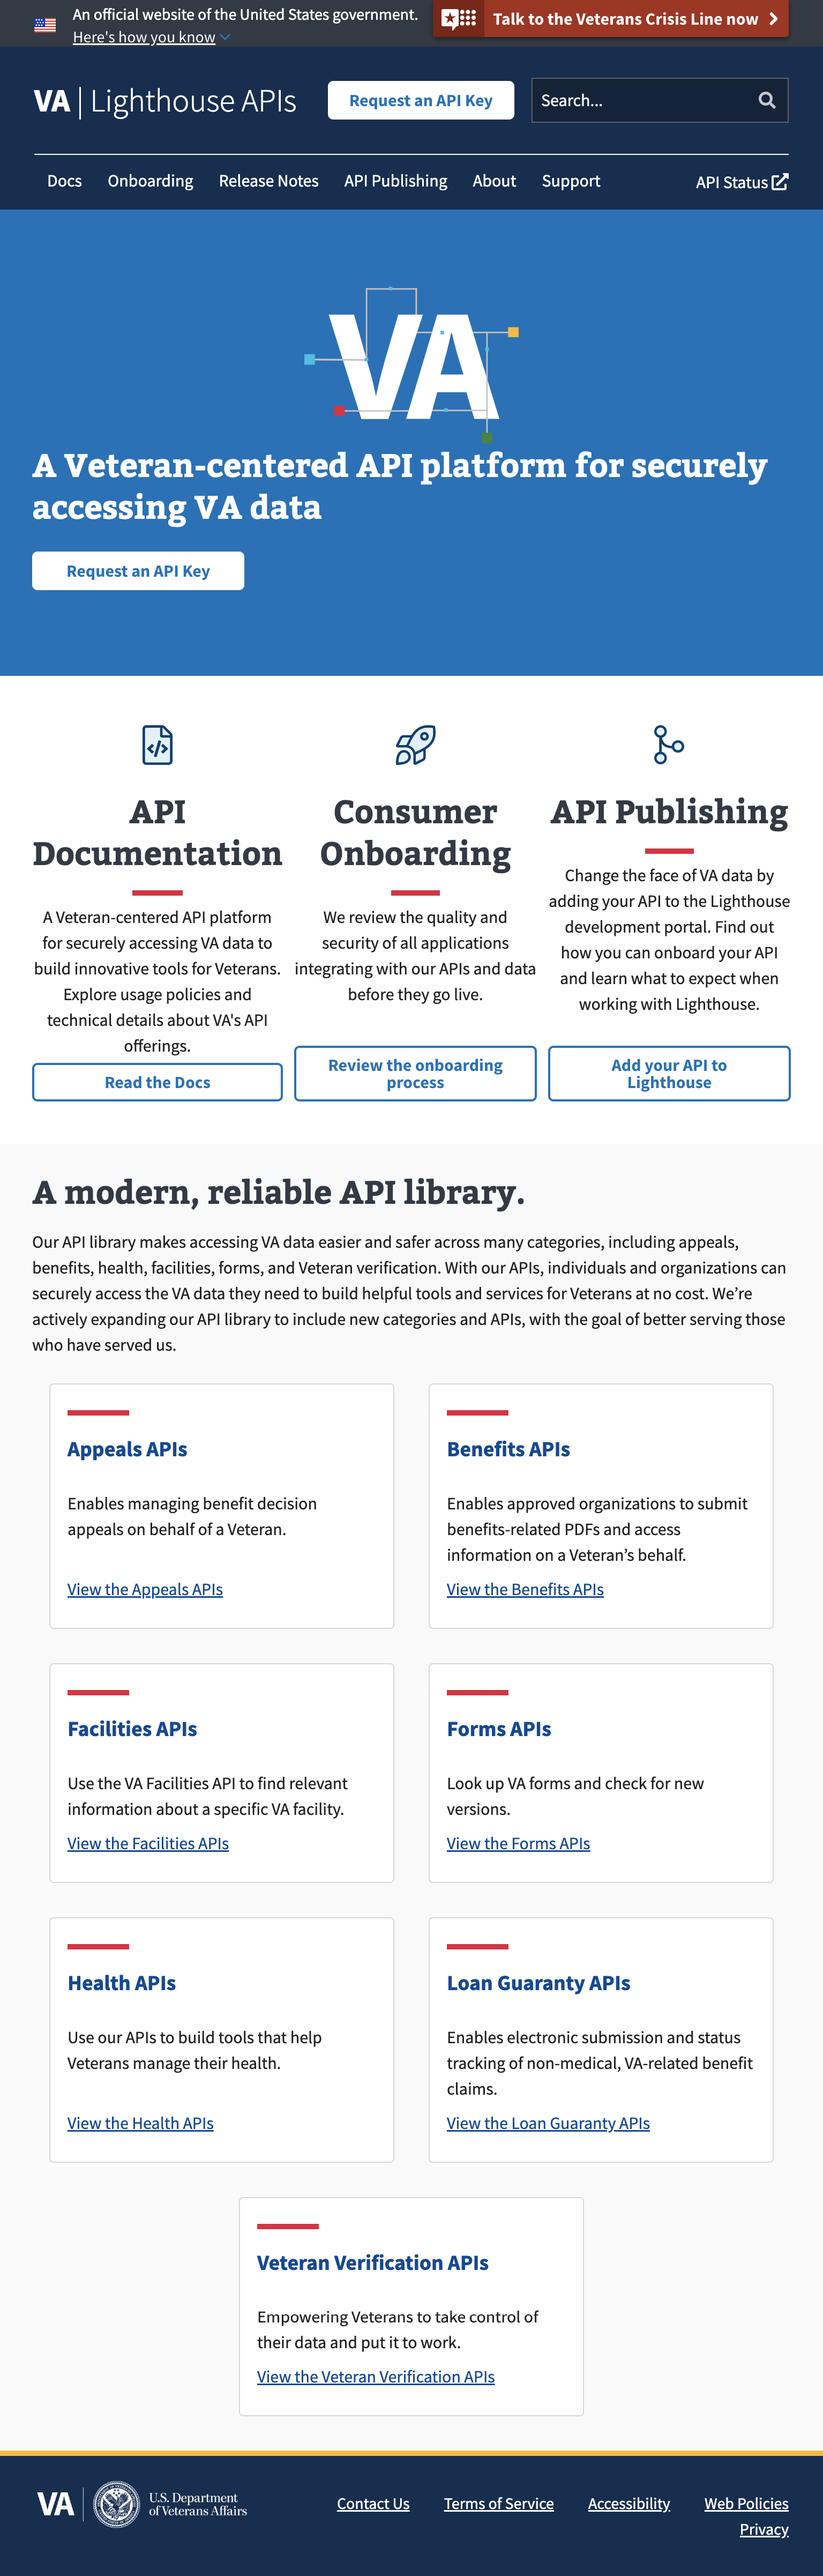 An official website of the United States government.
Here's how you know
Talk to the Veterans Crisis Line now
VA | Lighthouse APIs
Request an API Key
Search...
Docs
Onboarding
Release Notes
API Publishing
About
Support
API Status
VA
A Veteran-centered API platform for securely
accessing VA data
Request an API Key
API
Documentation
A Veteran-centered API platform
for securely accessing VA data to
build innovative tools for Veterans.
Explore usage policies and
technical details about VA's API
offerings.
Read the Docs
Consumer
Onboarding
We review the quality and
security of all applications
integrating with our APIs and data
before they go live.
Review the onboarding
process
API Publishing
Change the face of VA data by
adding your API to the Lighthouse
development portal. Find out
how you can onboard your API
and learn what to expect when
working with Lighthouse.
Add your API to
Lighthouse
A modern, reliable API library.
Our API library makes accessing VA data easier and safer across many categories, including appeals,
benefits, health, facilities, forms, and Veteran verification. With our APIs, individuals and organizations can
securely access the VA data they need to build helpful tools and services for Veterans at no cost. We’re
actively expanding our API library to include new categories and APIs, with the goal of better serving those
who have served us.
Appeals APIs
Enables managing benefit decision
appeals on behalf of a Veteran.
View the Appeals APIs
Benefits APIs
Enables approved organizations to submit
benefits-related PDFs and access
information on a Veteran’s behalf.
View the Benefits APIs
Facilities APIs
Use the VA Facilities API to find relevant
information about a specific VA facility.
View the Facilities APIs
Forms APIs
Look up VA forms and check for new
versions.
View the Forms APIs
Health APIs
Use our APIs to build tools that help
Veterans manage their health.
View the Health APIs
Loan Guaranty APIs
Enables electronic submission and status
tracking of non-medical, VA-related benefit
claims.
View the Loan Guaranty APIs
Veteran Verification APIs
Empowering Veterans to take control of
their data and put it to work.
View the Veteran Verification APIs
VA
U.S. Department
of Veterans Affairs
Contact Us
Terms of Service
Accessibility
Web Policies
Privacy